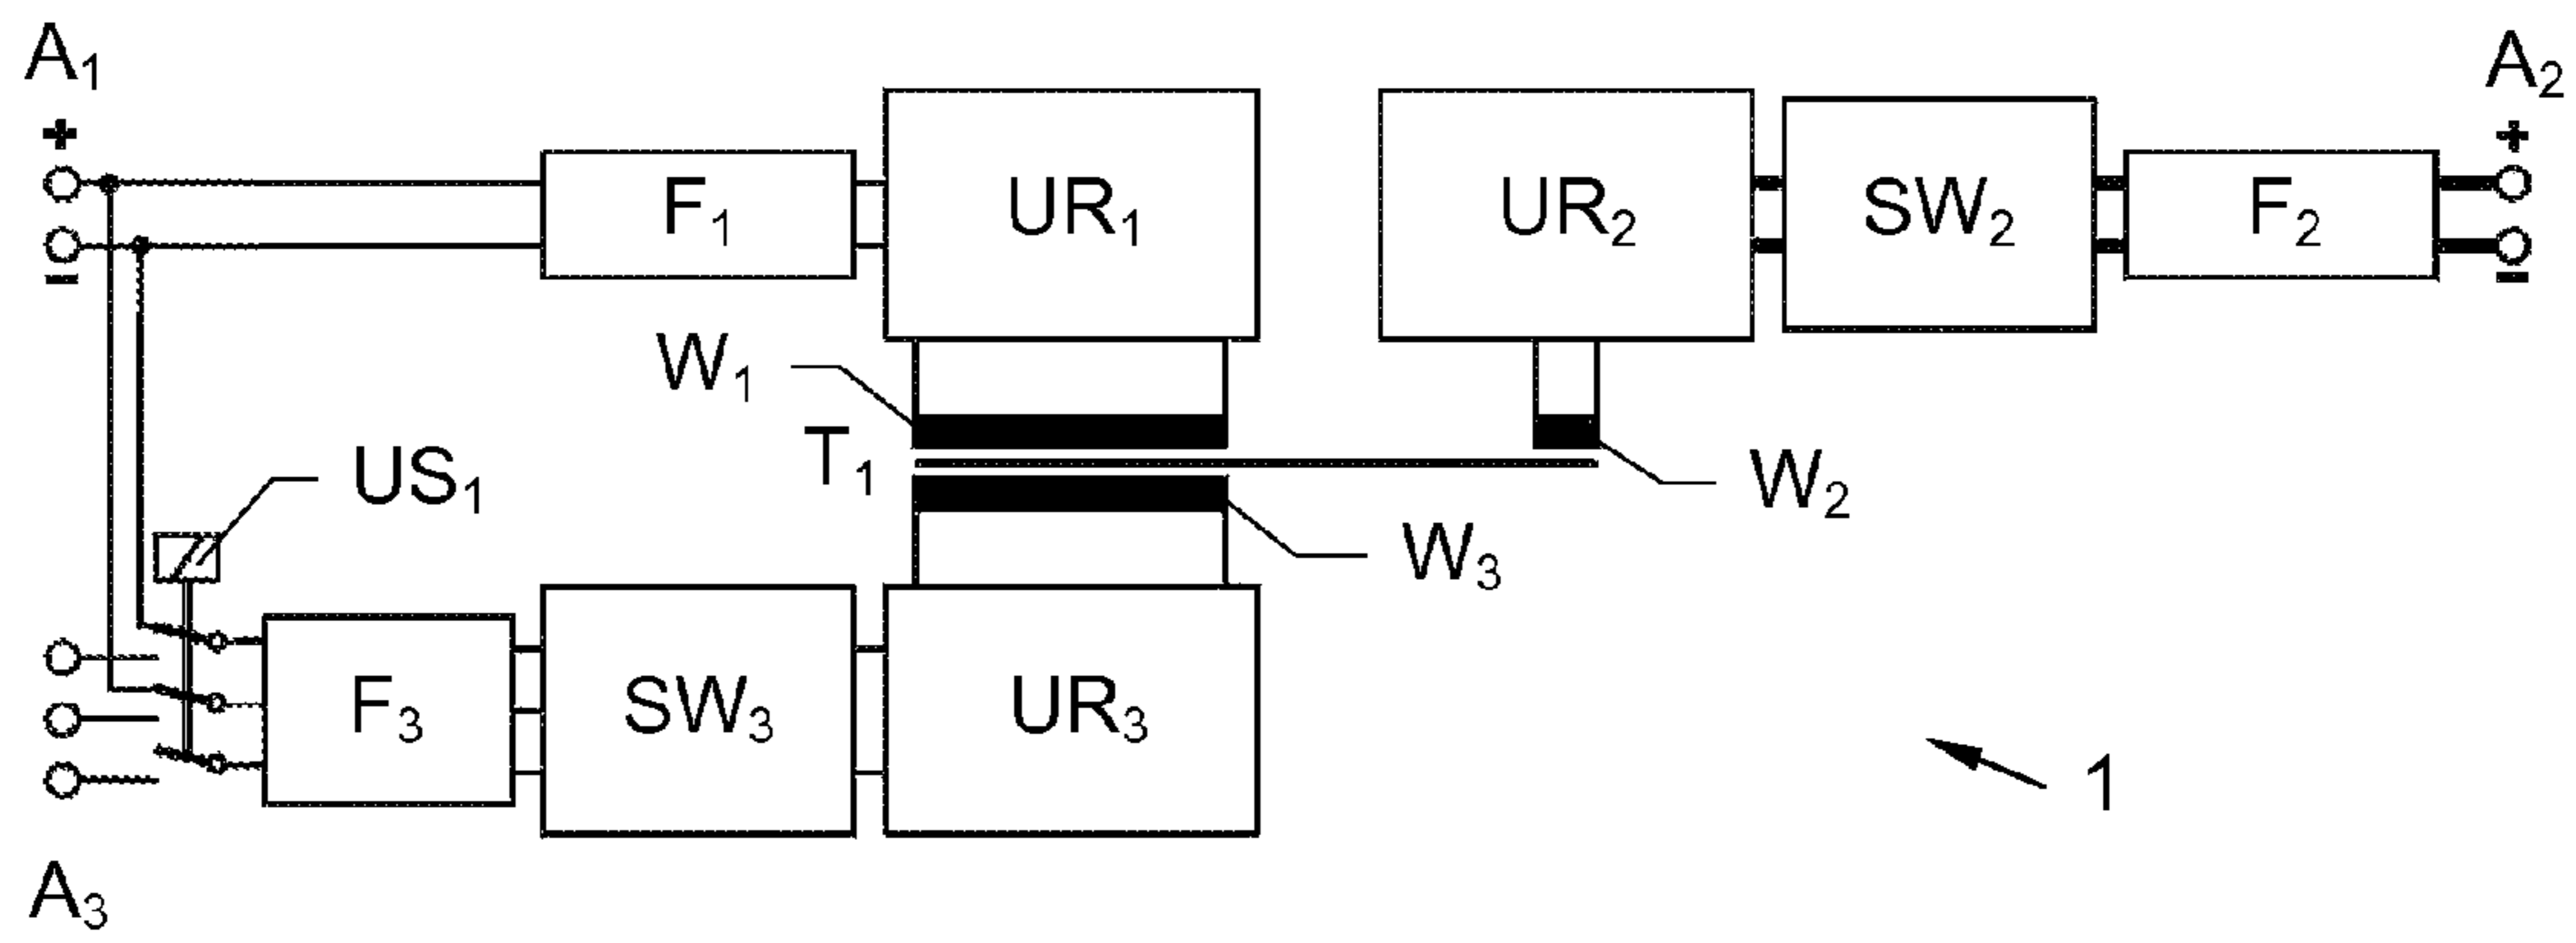 A₁
A₂
+
+
F₁
UR₁
UR₂
SW₂
F₂
-
-
W₁
T₁
US₁
W₂
W₃
F₃
SW₃
UR₃
1
A₃